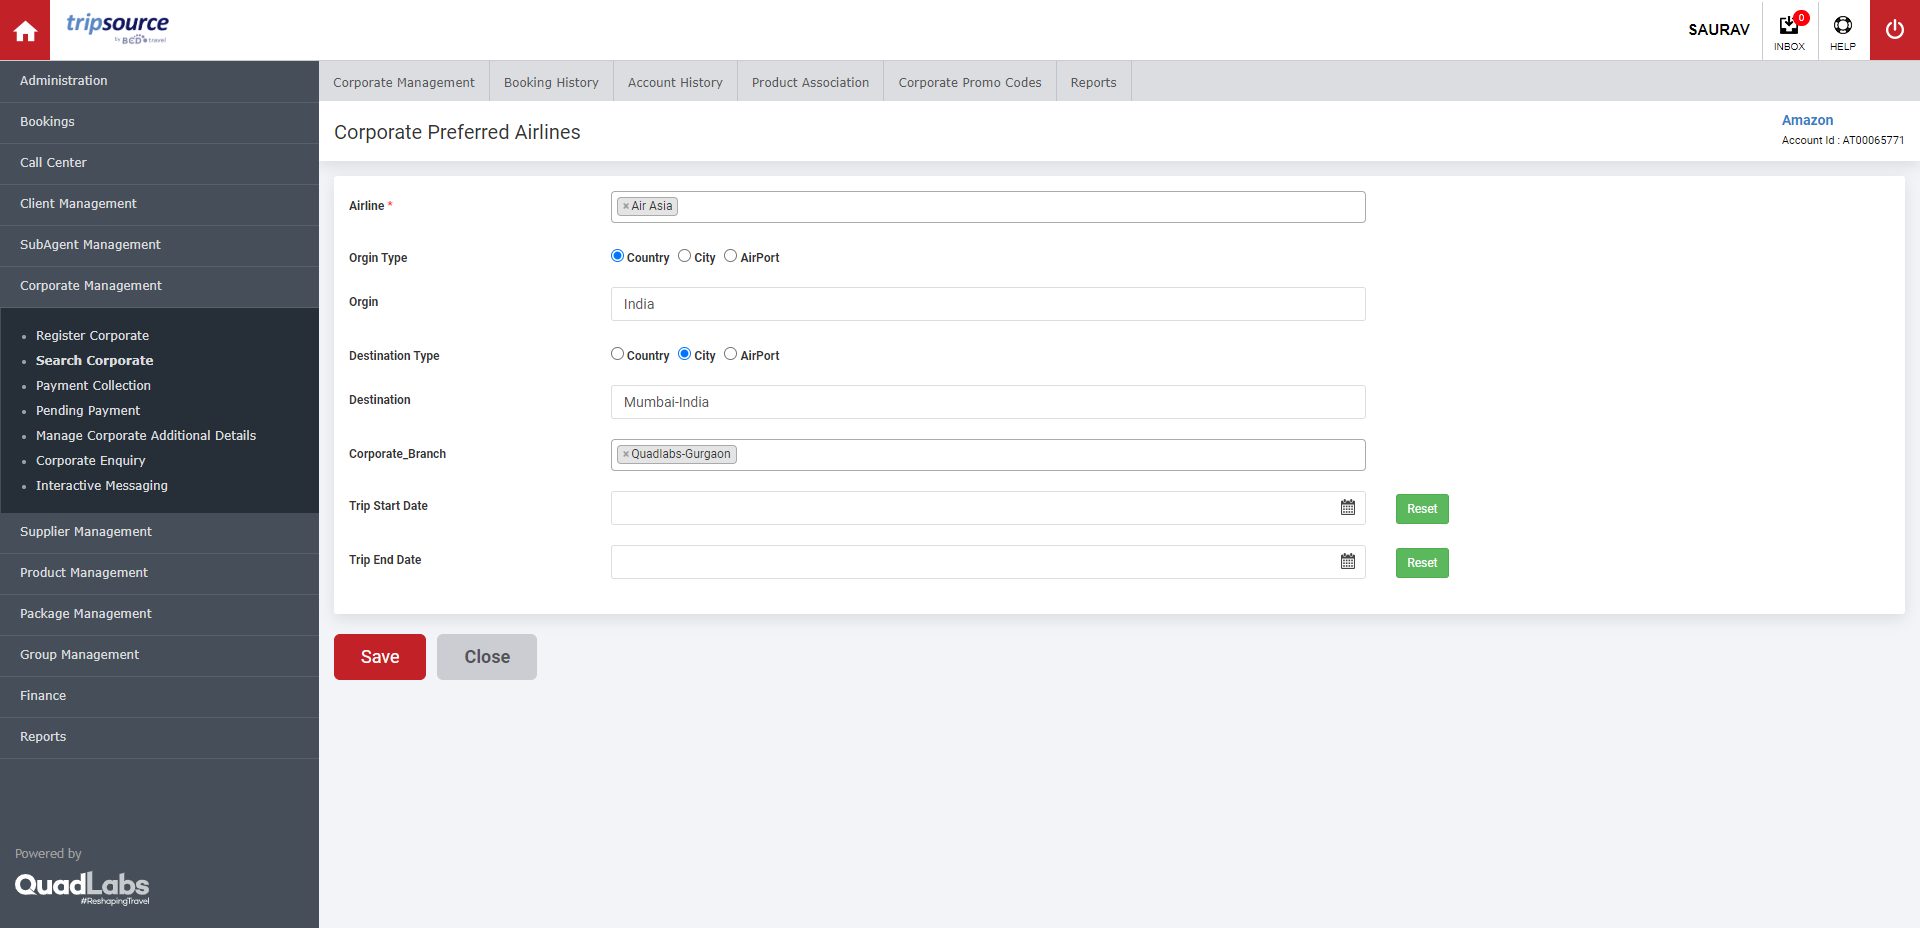 tripsource
by BCD travel
SAURAV
0
INBOX
HELP
Administration
Bookings
Call Center
Client Management
SubAgent Management
Corporate Management
Register Corporate
Search Corporate
Payment Collection
Pending Payment
Manage Corporate Additional Details
Corporate Enquiry
Interactive Messaging
Supplier Management
Product Management
Package Management
Group Management
Finance
Reports
Powered by
QuadLabs
#ReshapingTravel
Corporate Management
Booking History
Account History
Product Association
Corporate Promo Codes
Reports
Corporate Preferred Airlines
Amazon
Account Id : AT00065771
Airline *
× Air Asia
Orgin Type
Country City AirPort
Orgin
India
Destination Type
Country City AirPort
Destination
Mumbai-India
Corporate_Branch
× Quadlabs-Gurgaon
Trip Start Date
Reset
Trip End Date
Reset
Save
Close